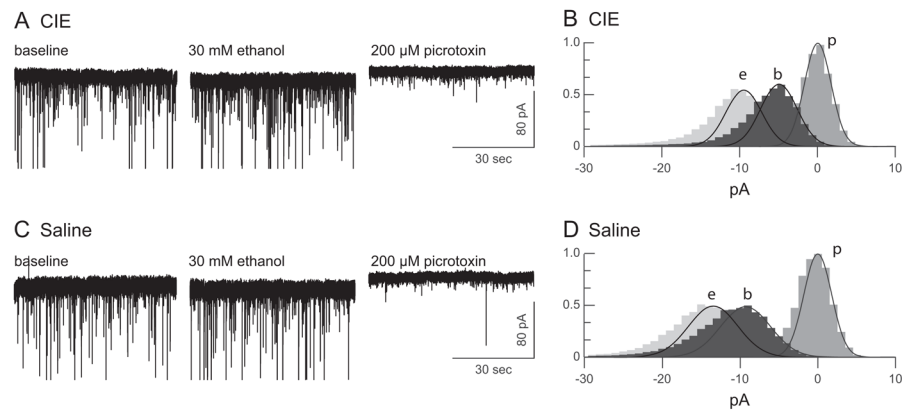 A CIE
baseline
30 mM ethanol
200 µM picrotoxin
80 pA
30 sec
B CIE
1.0
0.5
0
e
b
p
-30
-20
-10
0
10
pA
C Saline
baseline
30 mM ethanol
200 µM picrotoxin
80 pA
30 sec
D Saline
1.0
0.5
0
e
b
p
-30
-20
-10
0
10
pA